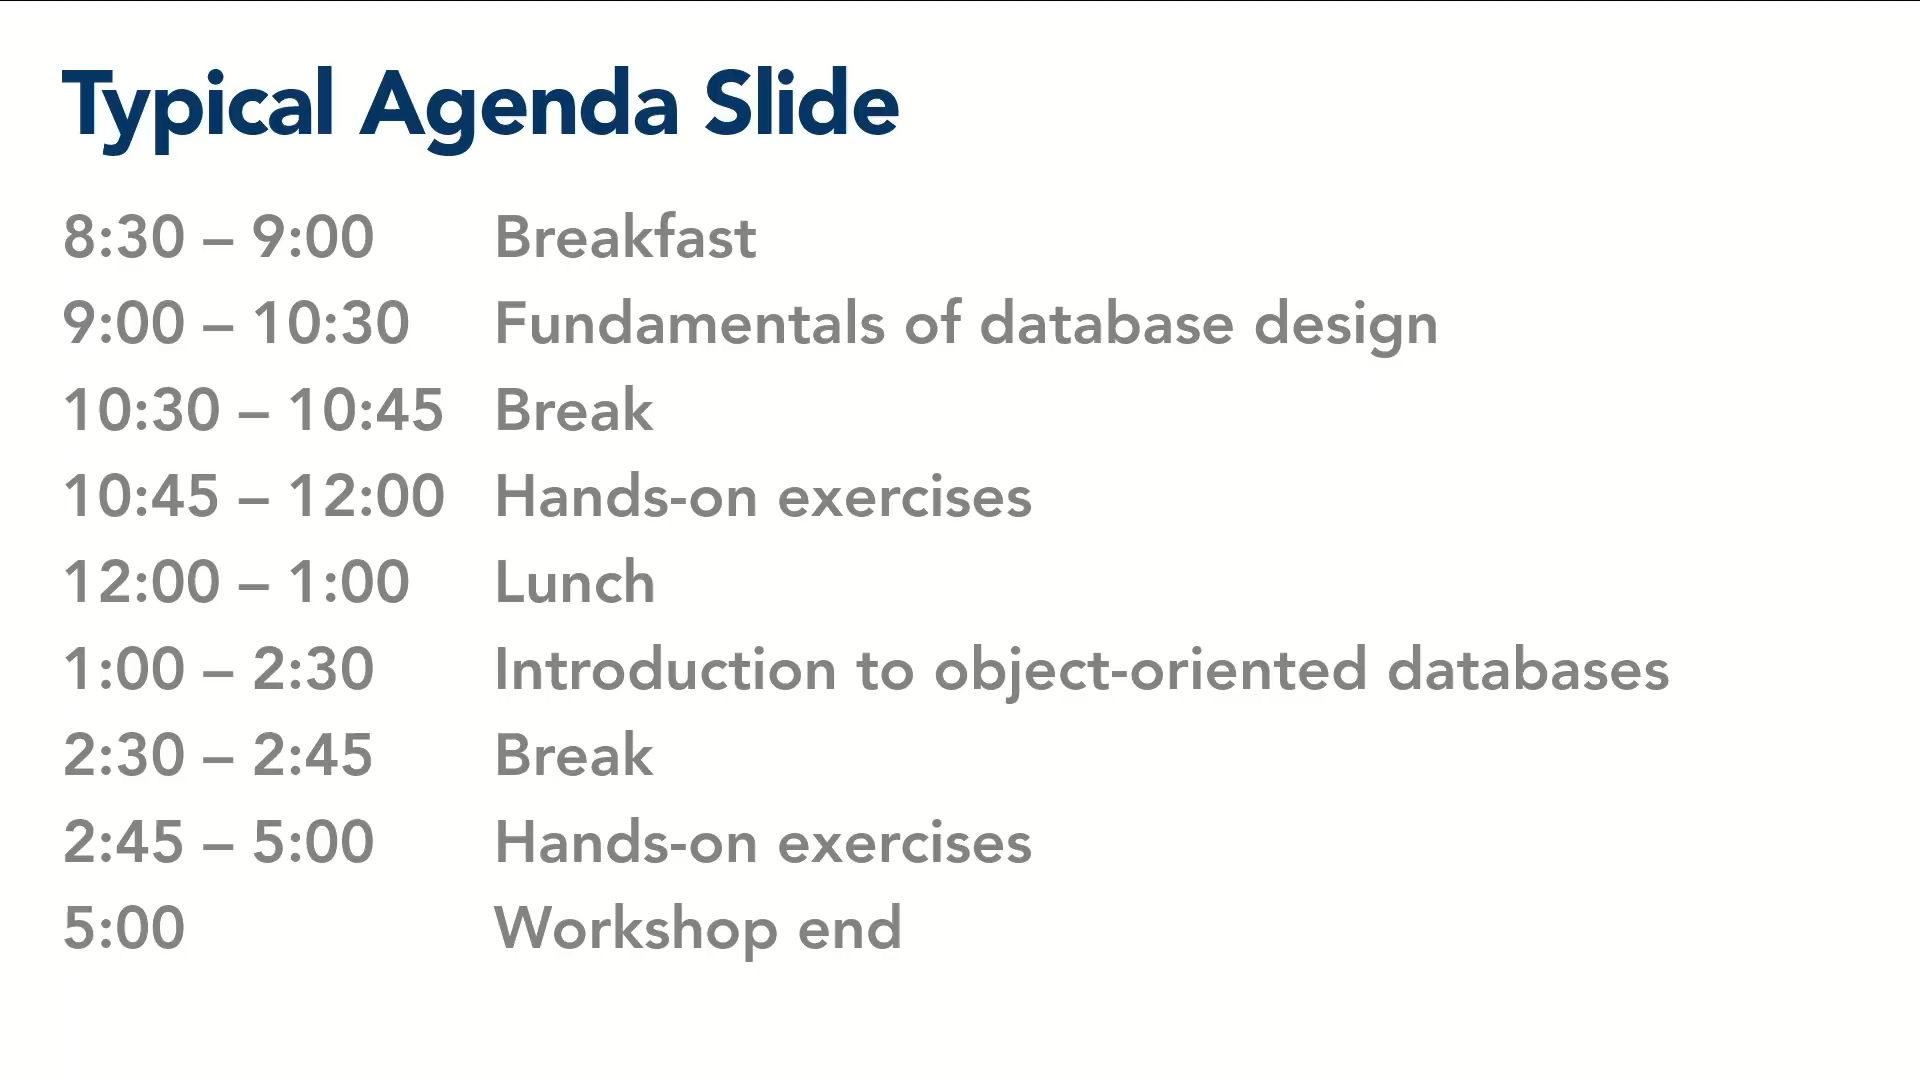 Typical Agenda Slide
8:30 – 9:00 Breakfast
9:00 – 10:30 Fundamentals of database design
10:30 – 10:45 Break
10:45 – 12:00 Hands-on exercises
12:00 – 1:00 Lunch
1:00 – 2:30 Introduction to object-oriented databases
2:30 – 2:45 Break
2:45 – 5:00 Hands-on exercises
5:00 Workshop end